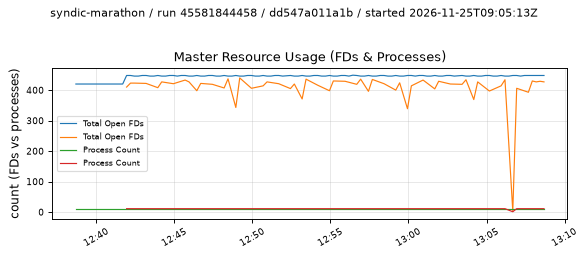 syndic-marathon / run 45581844458 / dd547a011a1b / started 2026-11-25T09:05:13Z
Master Resource Usage (FDs & Processes)
count (FDs vs processes)
400
300
200
100
0
Total Open FDs
Total Open FDs
Process Count
Process Count
12:40
12:45
12:50
12:55
13:00
13:05
13:10